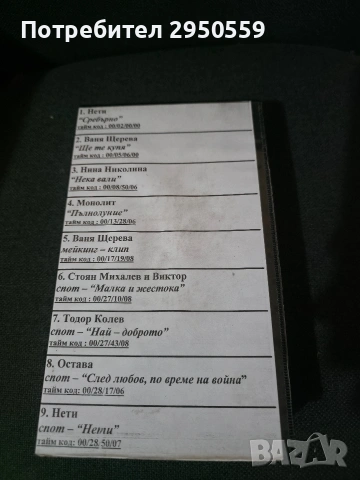 Потребител 2950559
1. Нети
"Сребърно"
тайм код : 00/02/00/00
2. Ваня Щерева
"Ще те купя"
тайм код : 00/05/06/00
3. Нина Николина
"Нека вали"
тайм код : 00/08/50/06
4. Монолит
"Пълнолуние"
тайм код : 00/13/28/06
5. Ваня Щерева
мейкинг – клип
тайм код : 00/17/19/08
6. Стоян Михалев и Виктор
спот – "Малка и жестока"
тайм код : 00/27/10/08
7. Тодор Колев
спот – "Най – доброто"
тайм код : 00/27/43/08
8. Остава
спот – "След любов, по време на война"
тайм код: 00/28/17/06
9. Нети
спот – "Нети"
тайм код: 00/28/50/07
BAZAR